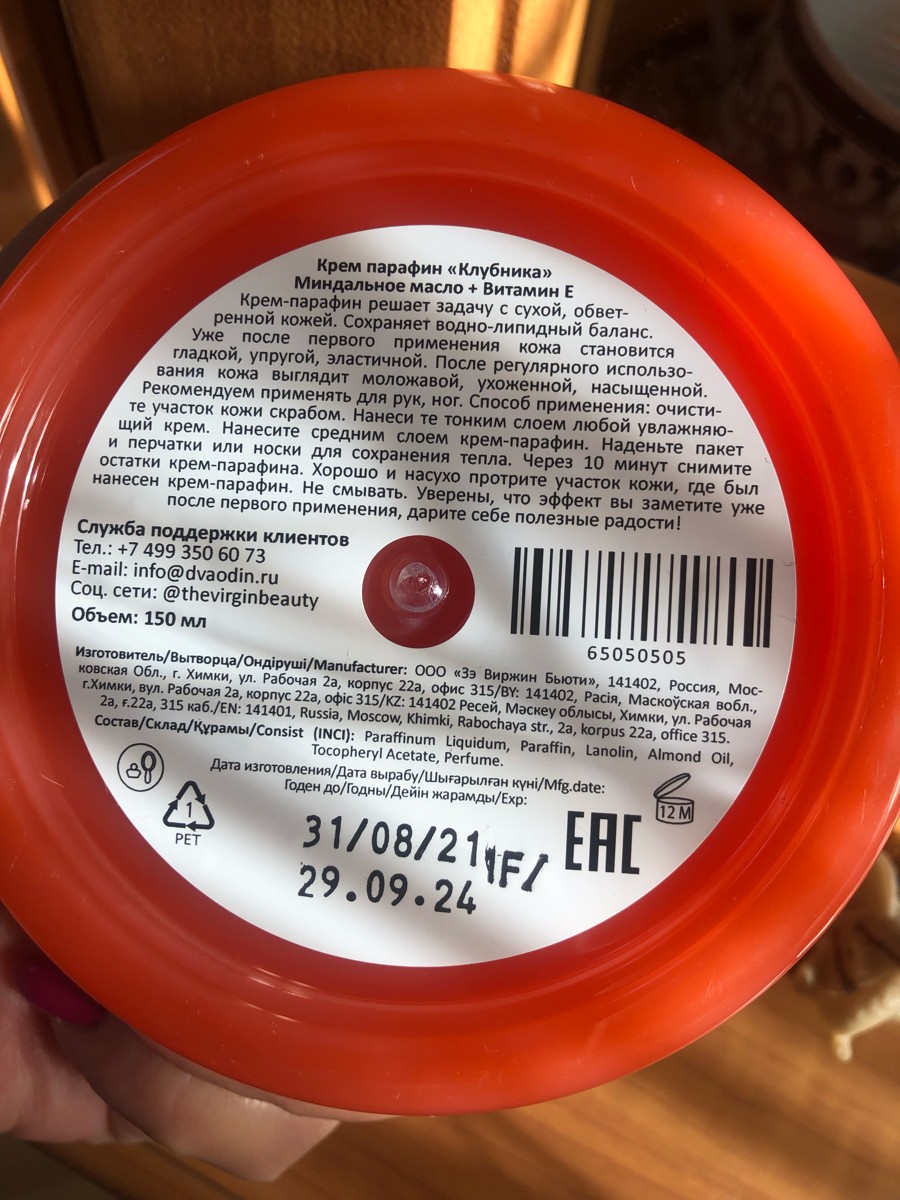 Крем парафин «Клубника»
Миндальное масло + Витамин Е
Крем-парафин решает задачу с сухой, обвет-
ренной кожей. Сохраняет водно-липидный баланс.
Уже после первого применения кожа становится
гладкой, упругой, эластичной. После регулярного использо-
вания кожа выглядит моложавой, ухоженной, насыщенной.
Рекомендуем применять для рук, ног. Способ применения: очисти-
те участок кожи скрабом. Нанеси те тонким слоем любой увлажняю-
щий крем. Нанесите средним слоем крем-парафин. Наденьте пакет
и перчатки или носки для сохранения тепла. Через 10 минут снимите
остатки крем-парафина. Хорошо и насухо протрите участок кожи, где был
нанесен крем-парафин. Не смывать. Уверены, что эффект вы заметите уже
после первого применения, дарите себе полезные радости!
Служба поддержки клиентов
Тел.: +7 499 350 60 73
E-mail: info@dvaodin.ru
Соц. сети: @thevirginbeauty
Объем: 150 мл
65050505
Изготовитель/Вытворца/Өндіруші/Manufacturer: ООО «Зэ Виржин Бьюти», 141402, Россия, Мос-
ковская Обл., г. Химки, ул. Рабочая 2а, корпус 22а, офис 315/BY: 141402, Расія, Маскоўская вобл.,
г.Химки, вул. Рабочая 2а, корпус 22а, офіс 315/KZ: 141402 Ресей, Мәскеу облысы, Химки, ул. Рабочая
2а, ғ.22а, 315 каб./EN: 141401, Russia, Moscow, Khimki, Rabochaya str., 2a, korpus 22a, office 315.
Состав/Склад/Құрамы/Consist (INCI): Paraffinum Liquidum, Paraffin, Lanolin, Almond Oil,
Tocopheryl Acetate, Perfume.
Дата изготовления/Дата вырабу/Шығарылған күні/Mfg.date:
Годен до/Годны/Дейін жарамды/Exp:
12 M
1
PET
31/08/21
29.09.24
EAC